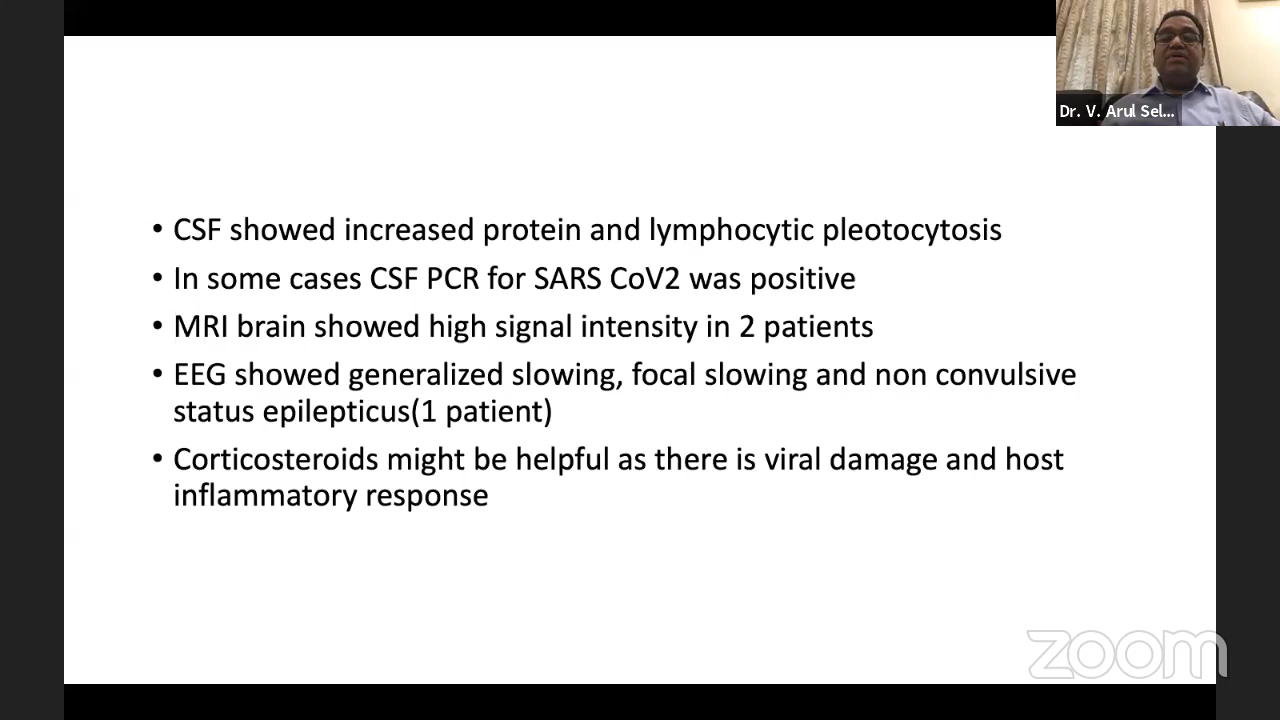 Dr. V. Arul Sel...
• CSF showed increased protein and lymphocytic pleotocytosis
• In some cases CSF PCR for SARS CoV2 was positive
• MRI brain showed high signal intensity in 2 patients
• EEG showed generalized slowing, focal slowing and non convulsive
status epilepticus(1 patient)
• Corticosteroids might be helpful as there is viral damage and host
inflammatory response
zoom